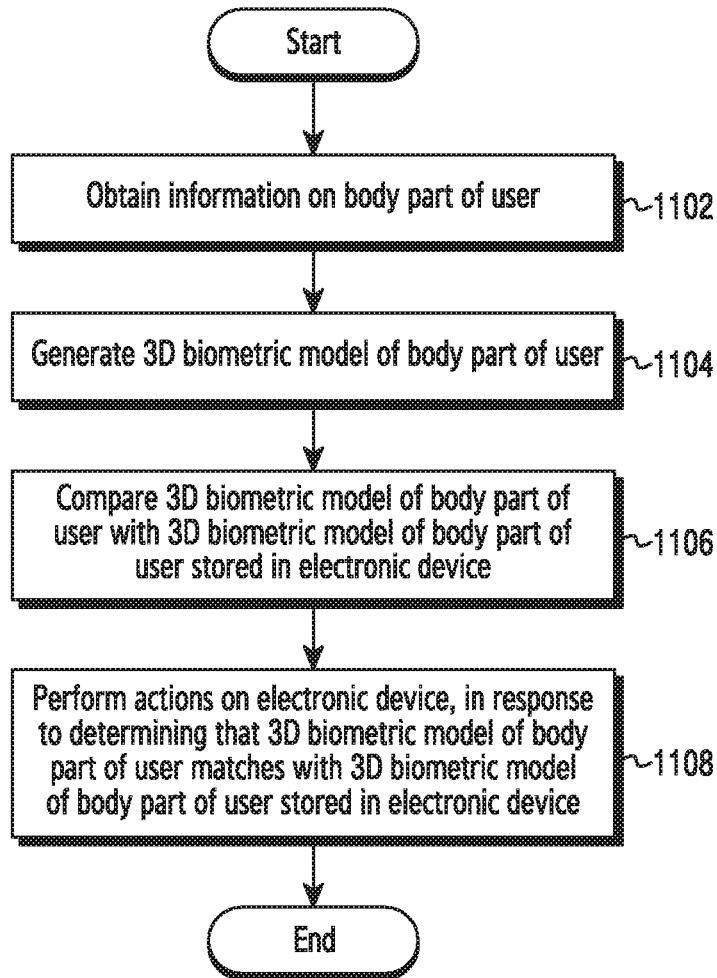 Start
Obtain information on body part of user
1102
Generate 3D biometric model of body part of user
1104
Compare 3D biometric model of body part of
user with 3D biometric model of body part of
user stored in electronic device
1106
Perform actions on electronic device, in response
to determining that 3D biometric model of body
part of user matches with 3D biometric model
of body part of user stored in electronic device
1108
End